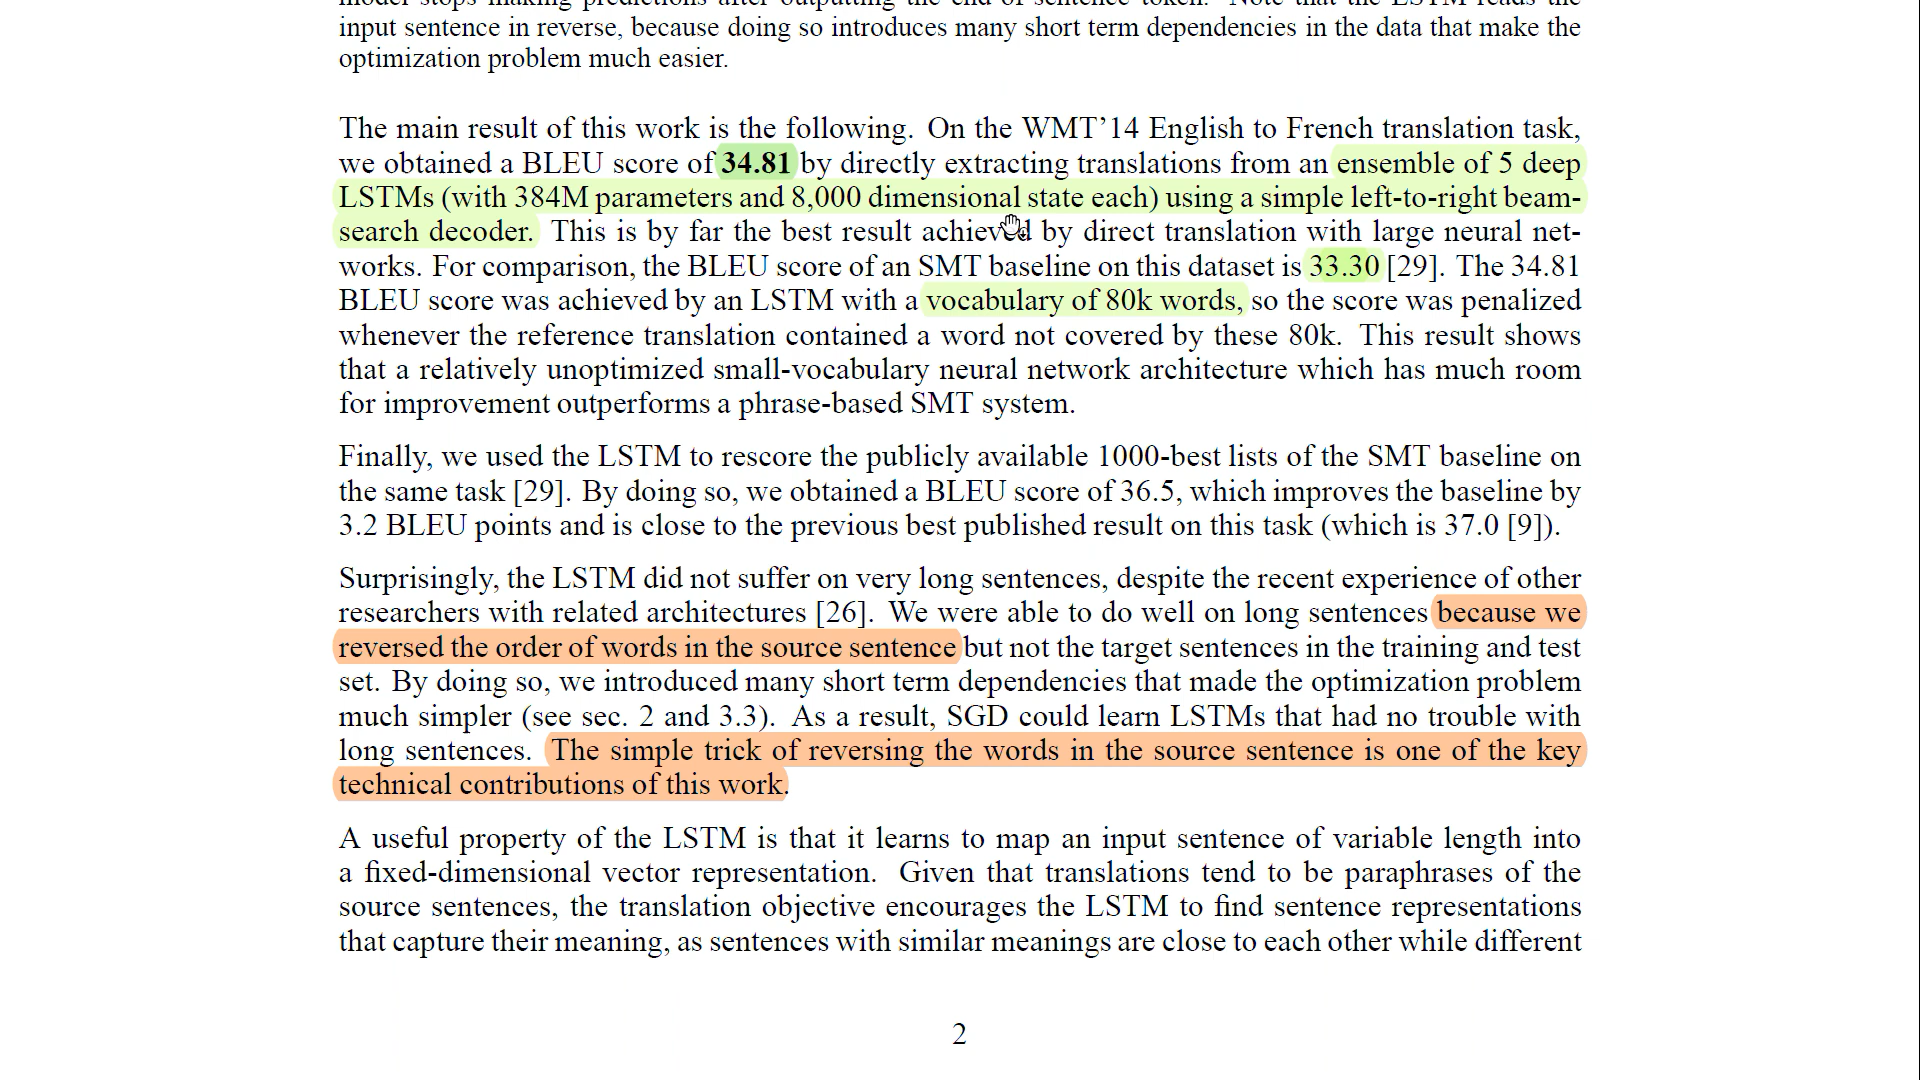 model stops making predictions after outputting the end-of-sentence token. Note that the LSTM reads the
input sentence in reverse, because doing so introduces many short term dependencies in the data that make the
optimization problem much easier.
The main result of this work is the following. On the WMT’14 English to French translation task,
we obtained a BLEU score of 34.81 by directly extracting translations from an ensemble of 5 deep
LSTMs (with 384M parameters and 8,000 dimensional state each) using a simple left-to-right beam-
search decoder. This is by far the best result achieved by direct translation with large neural net-
works. For comparison, the BLEU score of an SMT baseline on this dataset is 33.30 [29]. The 34.81
BLEU score was achieved by an LSTM with a vocabulary of 80k words, so the score was penalized
whenever the reference translation contained a word not covered by these 80k. This result shows
that a relatively unoptimized small-vocabulary neural network architecture which has much room
for improvement outperforms a phrase-based SMT system.
Finally, we used the LSTM to rescore the publicly available 1000-best lists of the SMT baseline on
the same task [29]. By doing so, we obtained a BLEU score of 36.5, which improves the baseline by
3.2 BLEU points and is close to the previous best published result on this task (which is 37.0 [9]).
Surprisingly, the LSTM did not suffer on very long sentences, despite the recent experience of other
researchers with related architectures [26]. We were able to do well on long sentences because we
reversed the order of words in the source sentence but not the target sentences in the training and test
set. By doing so, we introduced many short term dependencies that made the optimization problem
much simpler (see sec. 2 and 3.3). As a result, SGD could learn LSTMs that had no trouble with
long sentences. The simple trick of reversing the words in the source sentence is one of the key
technical contributions of this work.
A useful property of the LSTM is that it learns to map an input sentence of variable length into
a fixed-dimensional vector representation. Given that translations tend to be paraphrases of the
source sentences, the translation objective encourages the LSTM to find sentence representations
that capture their meaning, as sentences with similar meanings are close to each other while different
2